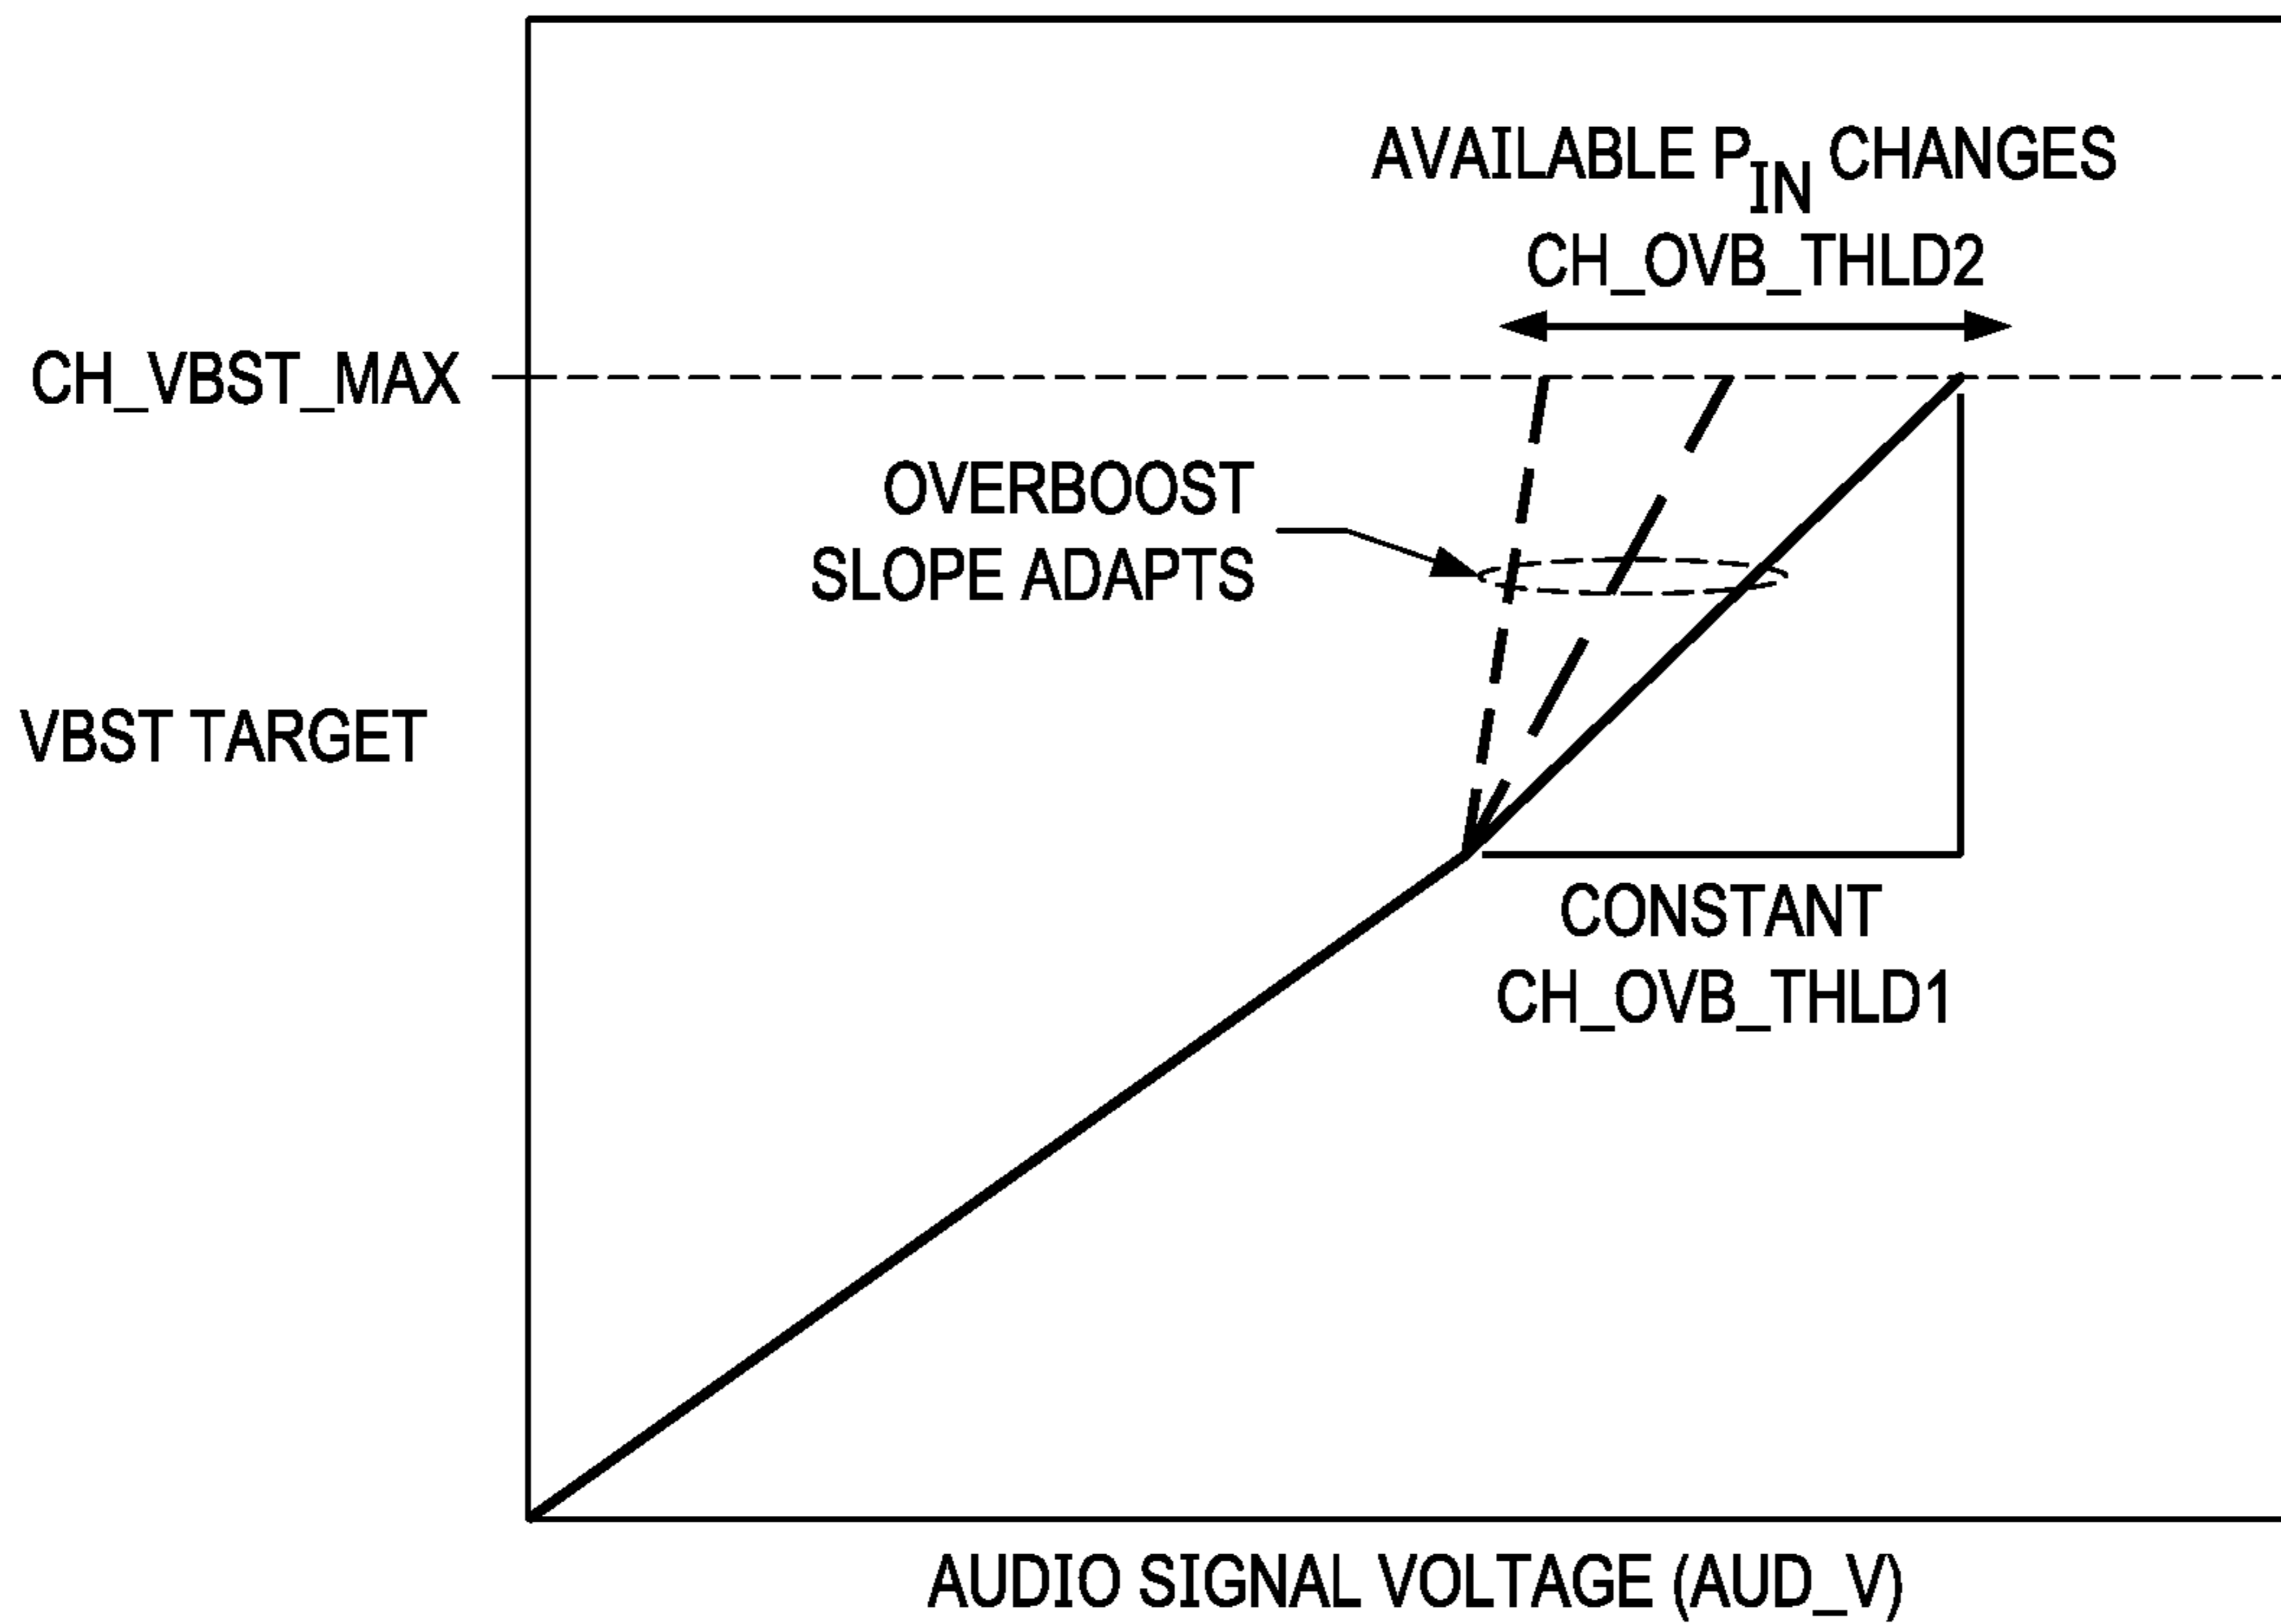 AVAILABLE PIN CHANGES
CH_OVB_THLD2
CH_VBST_MAX
OVERBOOST
SLOPE ADAPTS
VBST TARGET
CONSTANT
CH_OVB_THLD1
AUDIO SIGNAL VOLTAGE (AUD_V)